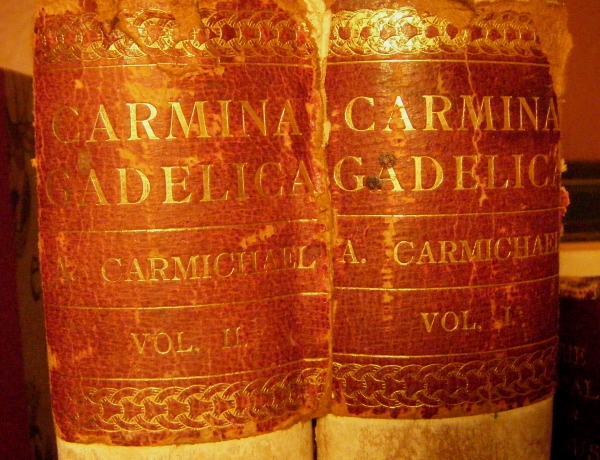 CARMINA
GADELICA
A. CARMICHAEL
VOL. II.
CARMINA
GADELICA
A. CARMICHAEL
VOL. I.